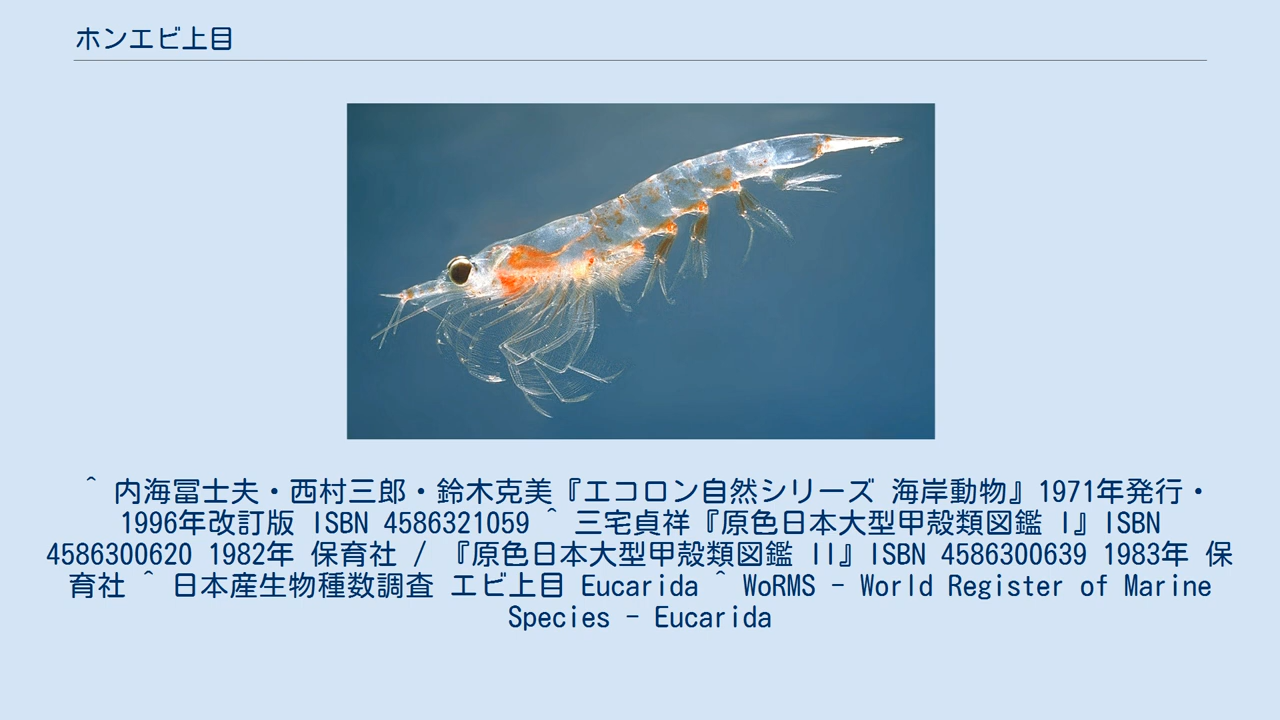 ホンエビ上目
^ 内海冨士夫・西村三郎・鈴木克美『エコロン自然シリーズ 海岸動物』1971年発行・
1996年改訂版 ISBN 4586321059 ^ 三宅貞祥『原色日本大型甲殻類図鑑 I』ISBN
4586300620 1982年 保育社 / 『原色日本大型甲殻類図鑑 II』ISBN 4586300639 1983年 保
育社 ^ 日本産生物種数調査 エビ上目 Eucarida ^ WoRMS - World Register of Marine
Species - Eucarida